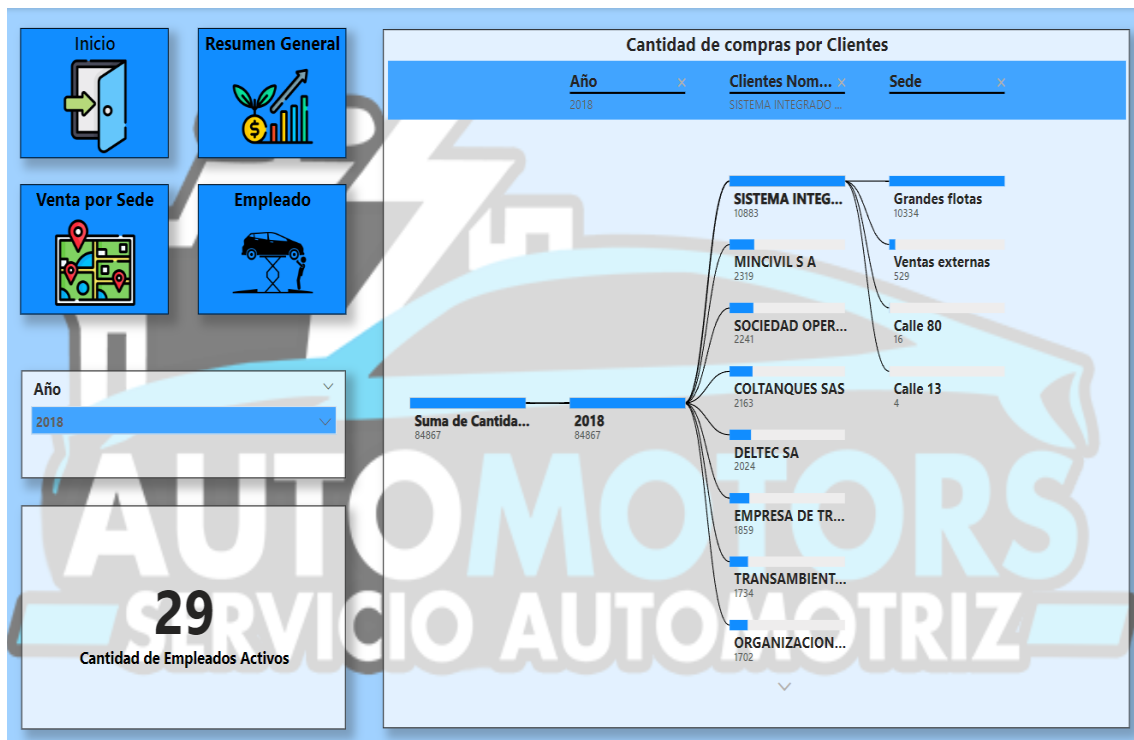 Inicio
Resumen General
Venta por Sede
Empleado
Año
2018
29
Cantidad de Empleados Activos
Cantidad de compras por Clientes
Año
2018
Clientes Nom...
SISTEMA INTEGRADO ...
Sede
Suma de Cantida...
84867
2018
84867
SISTEMA INTEG...
10883
MINCIVIL S A
2319
SOCIEDAD OPER...
2241
COLTANQUES SAS
2163
DELTEC SA
2024
EMPRESA DE TR...
1859
TRANSAMBIENT...
1734
ORGANIZACION...
1702
Grandes flotas
10334
Ventas externas
529
Calle 80
16
Calle 13
4
AUTOMOTORS
SERVICIO AUTOMOTRIZ